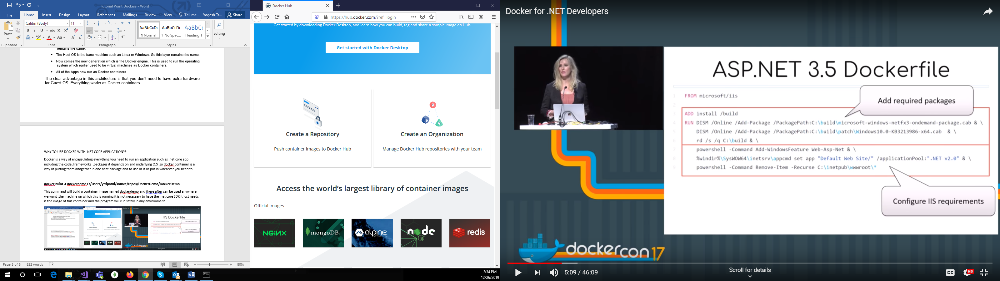 Tutorial Point Dockers - Word
File Home Insert Design Layout References Mailings Review View Tell me... Yogesh Tr... Share
Calibri (Body) 11
Paste
B I U abc x₂ x²
Aa
AaBbCcDc AaBbCcDc AaBbCc
¶ Normal ¶ No Spac... Heading 1
Editing
Clipboard Font Paragraph Styles
remains the same.
• The Host OS is the base machine such as Linux or Windows. So this layer remains the same.
• Now comes the new generation which is the Docker engine. This is used to run the operating
system which earlier used to be virtual machines as Docker containers.
• All of the Apps now run as Docker containers.
The clear advantage in this architecture is that you don't need to have extra hardware
for Guest OS. Everything works as Docker containers.
WHY TO USE DOCKER WITH .NET CORE APPLICATION??
Docker is a way of encapsulating everything you need to run an application such as .net core app
including the code ,frameworks ,packages it depends on and underlying O.S ,so docker container is a
way of putting them altogether in one neat package and to use or it or put in wherever you need to.
docker build -t dockerdemo C:/Users/ytripathi/source/repos/DockerDemo/DockerDemo
This command will build a container image named dockerdemo and there after can be used anywhere
we want ,the machine on which this is running it is not necessary to have the .net core SDK it just needs
is the image of this container and the program will run safely in any environment..
IIS Dockerfile
Page 5 of 5 822 words 80%
Docker Hub
https://hub.docker.com/?ref=login
Get started by downloading Docker Desktop, and learn how you can build, tag and share a sample image on Hub.
Get started with Docker Desktop
Create a Repository
Push container images to Docker Hub
Create an Organization
Manage Docker Hub repositories with your team
Access the world's largest library of container images
Official Images
NGINX mongoDB. alpine node redis
3:34 PM
12/26/2019
Docker for .NET Developers
ASP.NET 3.5 Dockerfile
1 FROM microsoft/iis
2
3 ADD install /build
4 RUN DISM /Online /Add-Package /PackagePath:C:\build\microsoft-windows-netfx3-ondemand-package.cab & \
5 DISM /Online /Add-Package /PackagePath:C:\build\patch\Windows10.0-KB3213986-x64.cab & \
6 rd /s /q C:\build & \
7 powershell -Command Add-WindowsFeature Web-Asp-Net & \
8 %windir%\SysWOW64\inetsrv\appcmd set app "Default Web Site/" /applicationPool:".NET v2.0" & \
9 powershell -Command Remove-Item -Recurse C:\inetpub\wwwroot\*
Add required packages
Configure IIS requirements
dockercon 17
5:09 / 46:09
Scroll for details
CC HD